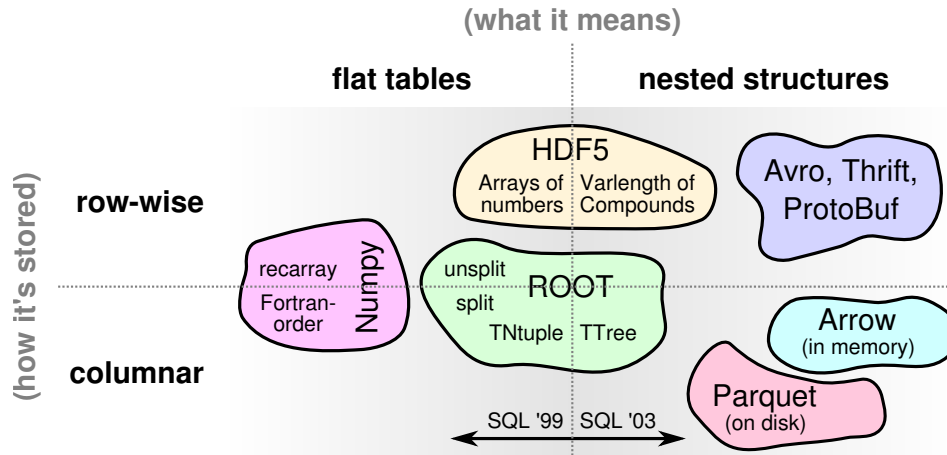 (what it means)
flat tables
nested structures
(how it's stored)
row-wise
columnar
HDF5
Arrays of
numbers
Varlength of
Compounds
Avro, Thrift,
ProtoBuf
recarray
Fortran-
order
Numpy
unsplit
split
ROOT
TNtuple
TTree
Arrow
(in memory)
Parquet
(on disk)
SQL '99
SQL '03